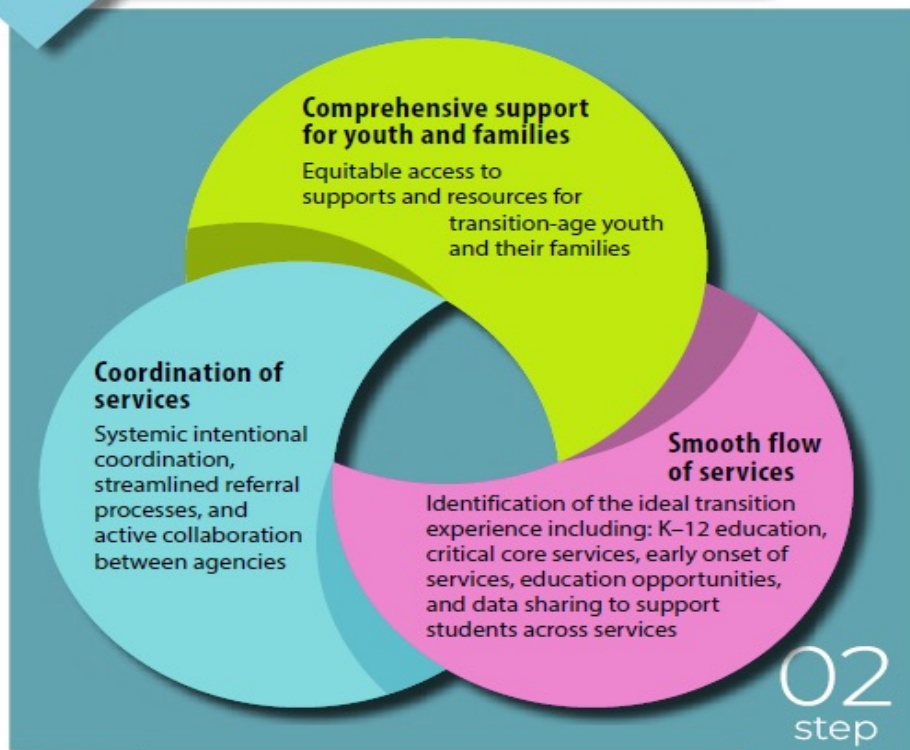 Comprehensive support
for youth and families
Equitable access to
supports and resources for
transition-age youth
and their families
Coordination of
services
Systemic intentional
coordination,
streamlined referral
processes, and
active collaboration
between agencies
Smooth flow
of services
Identification of the ideal transition
experience including: K–12 education,
critical core services, early onset of
services, education opportunities,
and data sharing to support
students across services
02
step